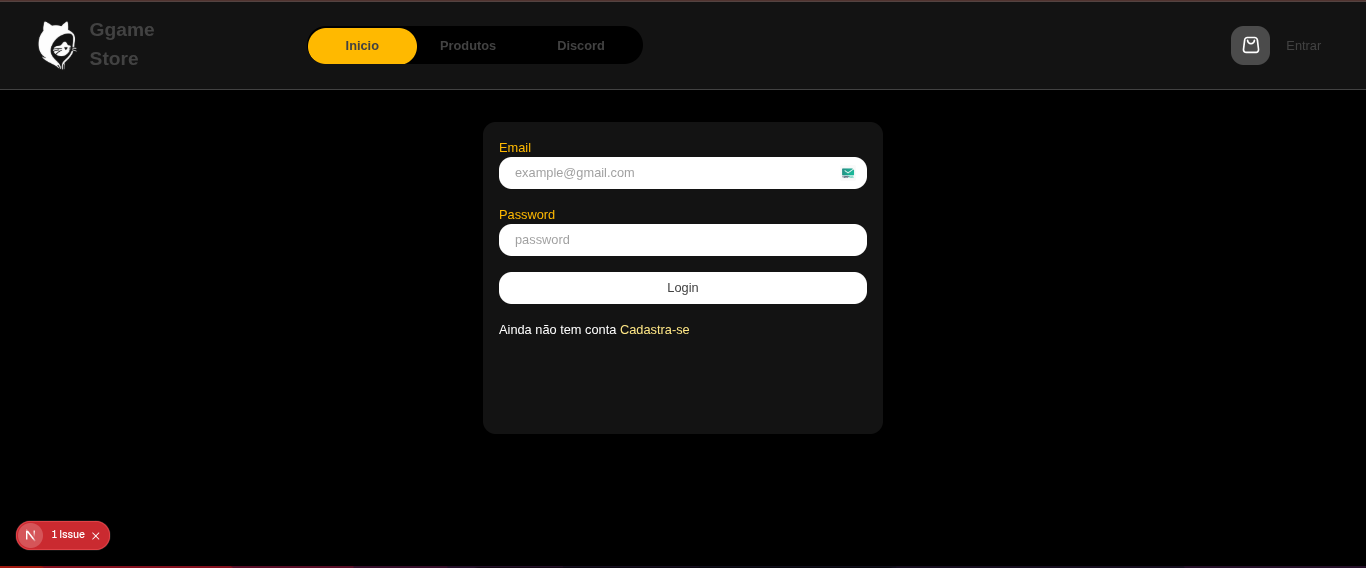 Ggame
Store
Inicio
Produtos
Discord
Entrar
Email
example@gmail.com
Password
password
Login
Ainda não tem conta Cadastra-se
N
1 Issue